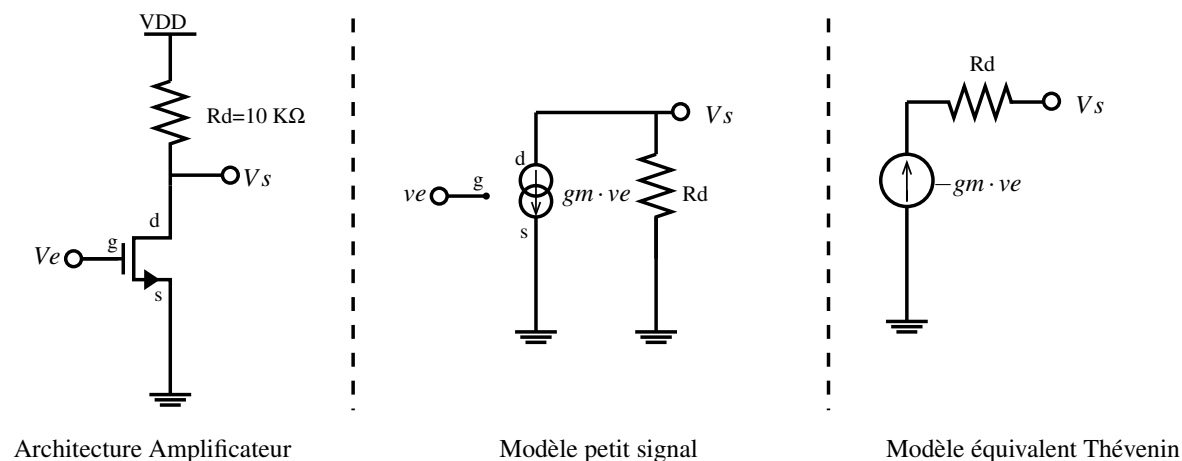 VDD
Rd=10 KΩ
Vs
d
g
Ve
s
Architecture Amplificateur
Vs
d
g
ve
gm · ve
Rd
s
Modèle petit signal
Rd
Vs
−gm · ve
Modèle équivalent Thévenin